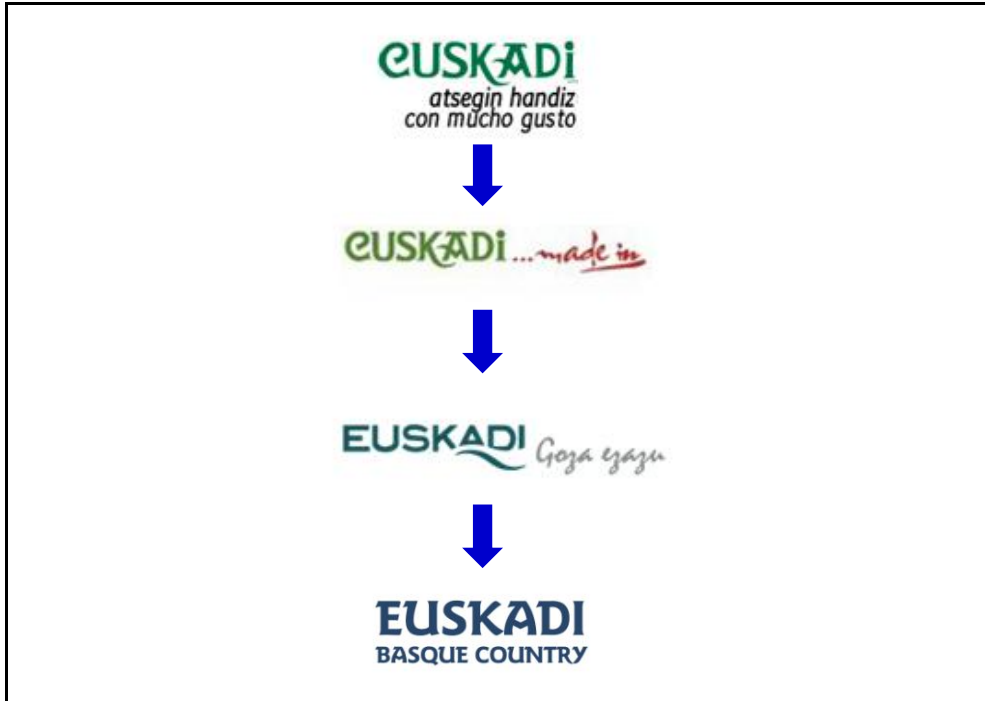 EUSKADi
atsegin handiz
con mucho gusto
EUSKADi...made in
EUSKADI Goza ezazu
EUSKADI
BASQUE COUNTRY